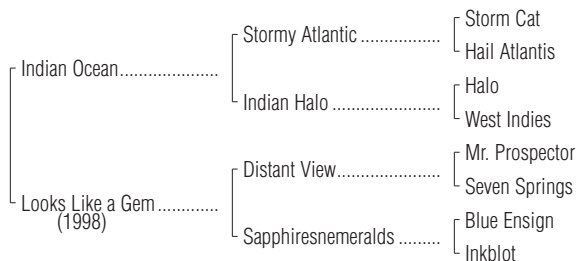 Storm Cat
Stormy Atlantic ..................
Hail Atlantis
Indian Ocean.......................
Halo
Indian Halo ........................
West Indies
Mr. Prospector
Distant View.......................
Seven Springs
Looks Like a Gem..............
(1998)
Blue Ensign
Sapphiresnemeralds .........
Inkblot